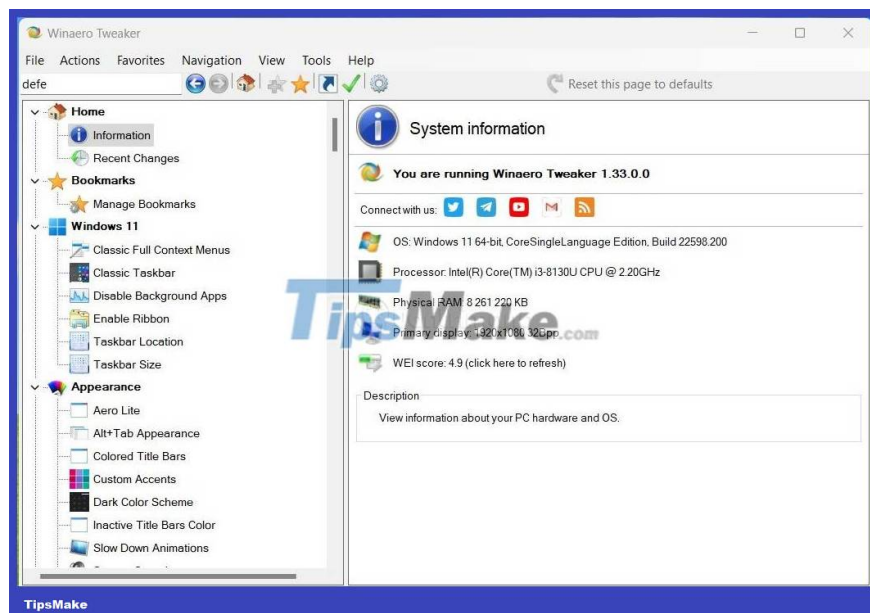 Winaero Tweaker
File Actions Favorites Navigation View Tools Help
defe
Reset this page to defaults
Home
Information
Recent Changes
Bookmarks
Manage Bookmarks
Windows 11
Classic Full Context Menus
Classic Taskbar
Disable Background Apps
Enable Ribbon
Taskbar Location
Taskbar Size
Appearance
Aero Lite
Alt+Tab Appearance
Colored Title Bars
Custom Accents
Dark Color Scheme
Inactive Title Bars Color
Slow Down Animations
System information
You are running Winaero Tweaker 1.33.0.0
Connect with us:
OS: Windows 11 64-bit, CoreSingleLanguage Edition, Build 22598.200
Processor: Intel(R) Core(TM) i3-8130U CPU @ 2.20GHz
Physical RAM: 8 261 220 KB
Primary display: 1920x1080 32Bpp
WEI score: 4.9 (click here to refresh)
Description
View information about your PC hardware and OS.
TipsMake.com
TipsMake